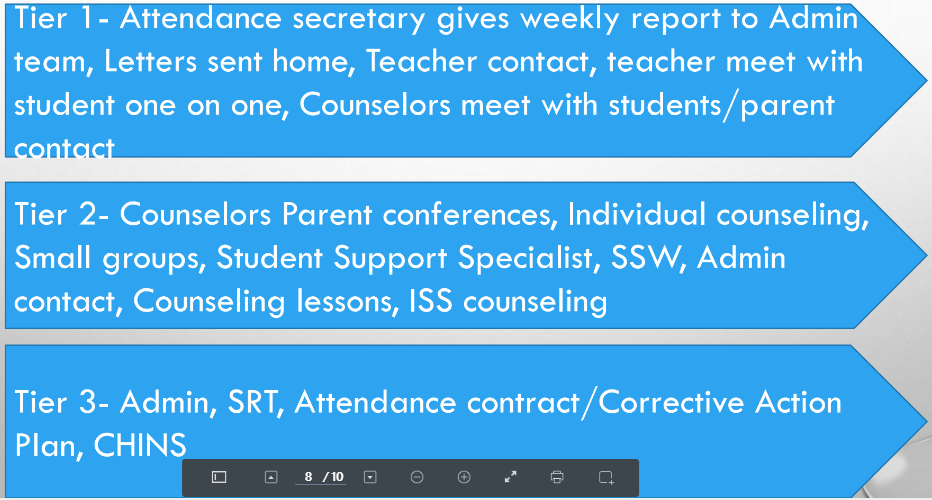 Tier 1- Attendance secretary gives weekly report to Admin
team, Letters sent home, Teacher contact, teacher meet with
student one on one, Counselors meet with students/parent
contact
Tier 2- Counselors Parent conferences, Individual counseling,
Small groups, Student Support Specialist, SSW, Admin
contact, Counseling lessons, ISS counseling
Tier 3- Admin, SRT, Attendance contract/Corrective Action
Plan, CHINS
8 /10